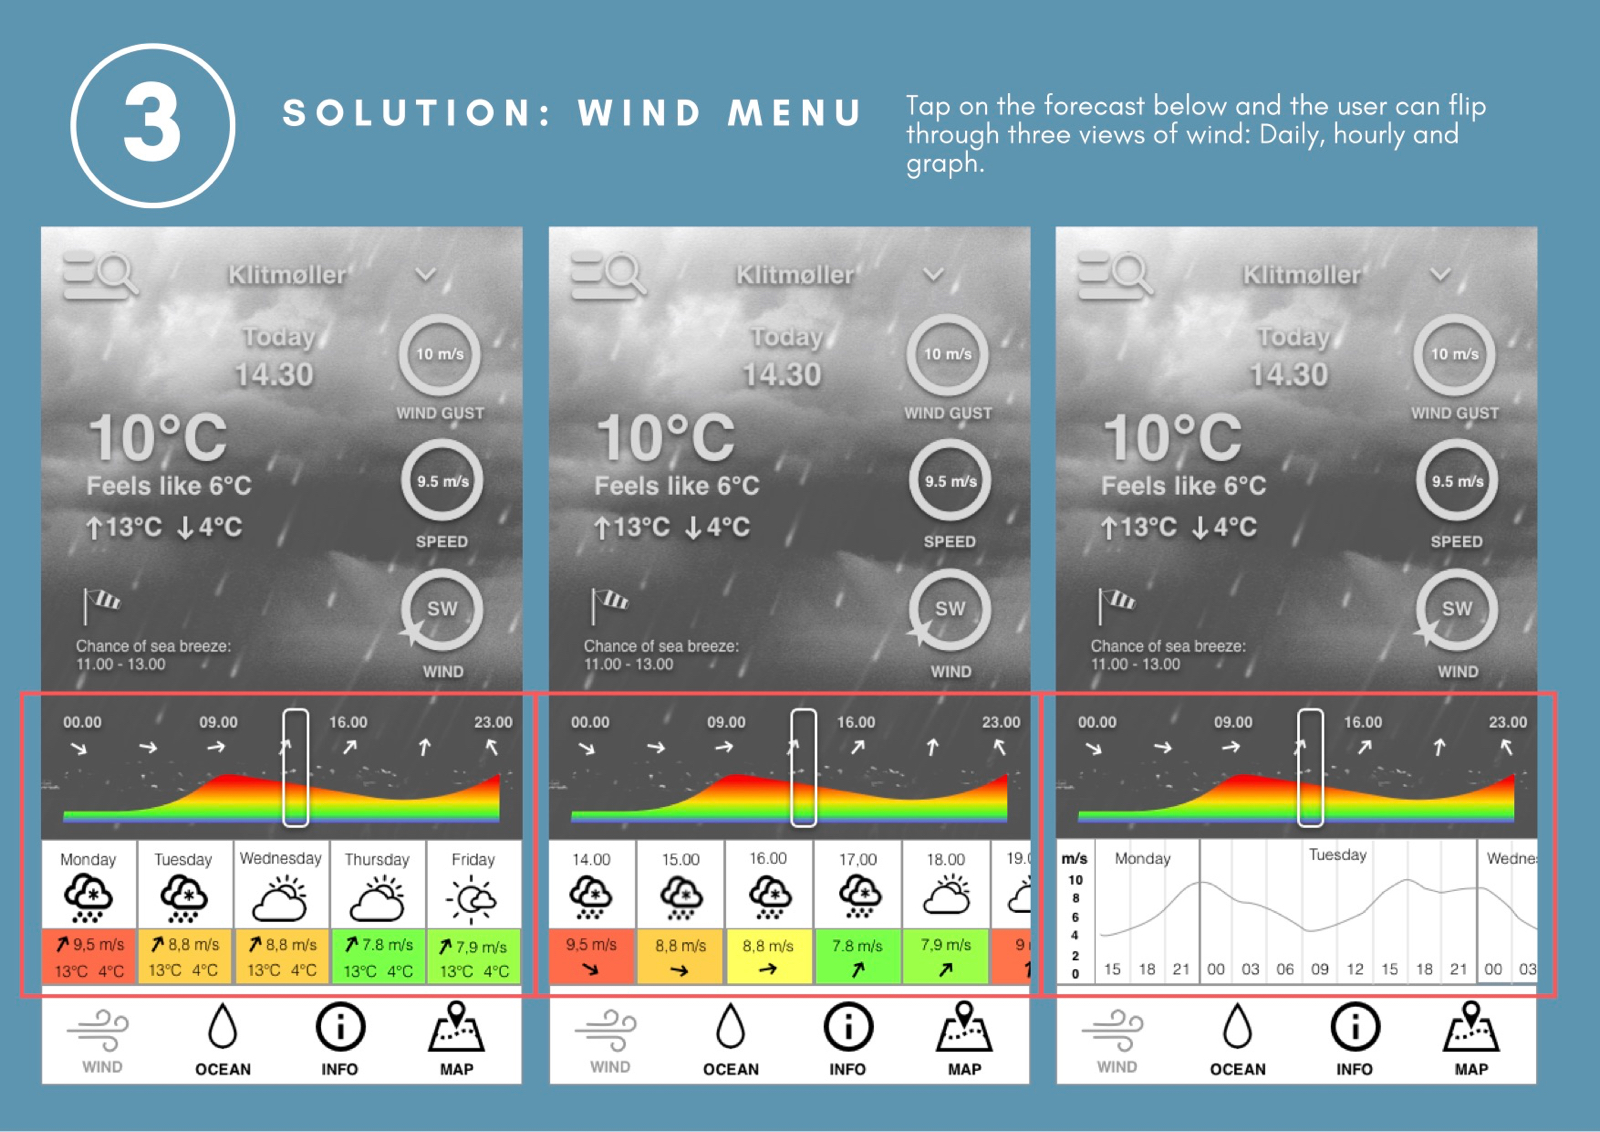 3
SOLUTION: WIND MENU
Tap on the forecast below and the user can flip
through three views of wind: Daily, hourly and
graph.
Klitmøller
Today
14.30
10 m/s
WIND GUST
10°C
Feels like 6°C
↑13°C ↓4°C
9.5 m/s
SPEED
SW
WIND
Chance of sea breeze:
11.00 - 13.00
00.00 09.00 16.00 23.00
Monday Tuesday Wednesday Thursday Friday
9,5 m/s 8,8 m/s 8,8 m/s 7.8 m/s 7,9 m/s
13°C 4°C 13°C 4°C 13°C 4°C 13°C 4°C 13°C 4°C
WIND OCEAN INFO MAP
Klitmøller
Today
14.30
10 m/s
WIND GUST
10°C
Feels like 6°C
↑13°C ↓4°C
9.5 m/s
SPEED
SW
WIND
Chance of sea breeze:
11.00 - 13.00
00.00 09.00 16.00 23.00
14.00 15.00 16.00 17,00 18.00 19.0
9,5 m/s 8,8 m/s 8,8 m/s 7.8 m/s 7,9 m/s 9
WIND OCEAN INFO MAP
Klitmøller
Today
14.30
10 m/s
WIND GUST
10°C
Feels like 6°C
↑13°C ↓4°C
9.5 m/s
SPEED
SW
WIND
Chance of sea breeze:
11.00 - 13.00
00.00 09.00 16.00 23.00
m/s Monday Tuesday Wednes
10
8
6
4
2
0
15 18 21 00 03 06 09 12 15 18 21 00 03
WIND OCEAN INFO MAP